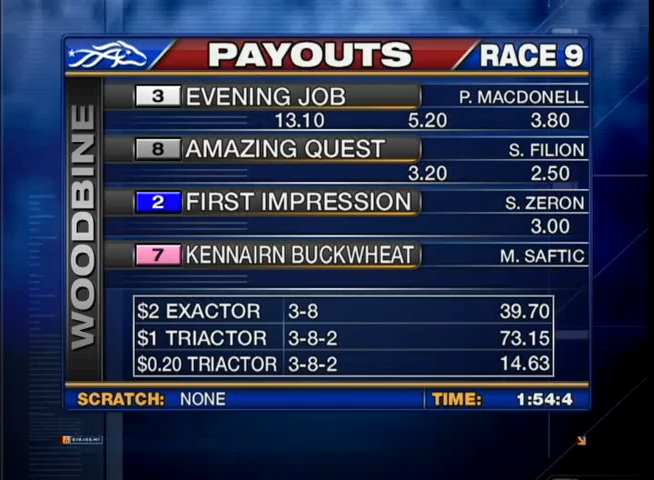 PAYOUTS RACE 9
WOODBINE
3 EVENING JOB P. MACDONELL
13.10 5.20 3.80
8 AMAZING QUEST S. FILION
3.20 2.50
2 FIRST IMPRESSION S. ZERON
3.00
7 KENNAIRN BUCKWHEAT M. SAFTIC
$2 EXACTOR 3-8 39.70
$1 TRIACTOR 3-8-2 73.15
$0.20 TRIACTOR 3-8-2 14.63
SCRATCH: NONE TIME: 1:54:4